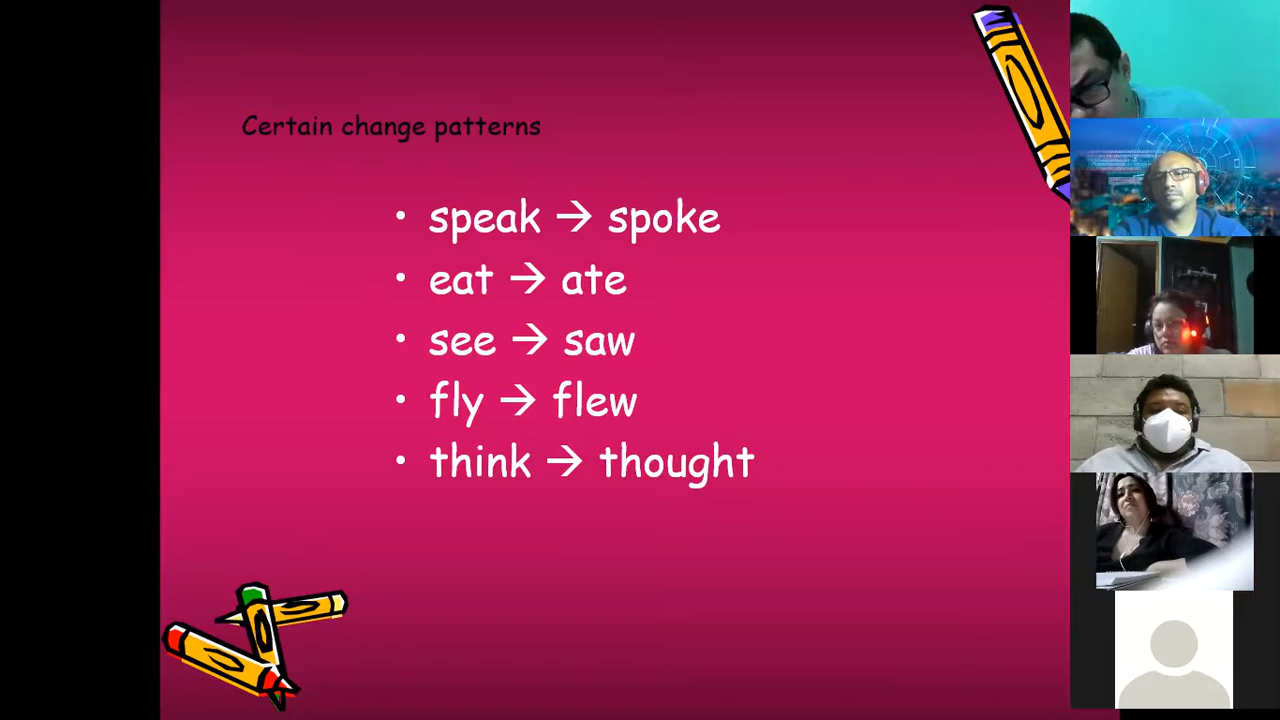 Certain change patterns
• speak → spoke
• eat → ate
• see → saw
• fly → flew
• think → thought